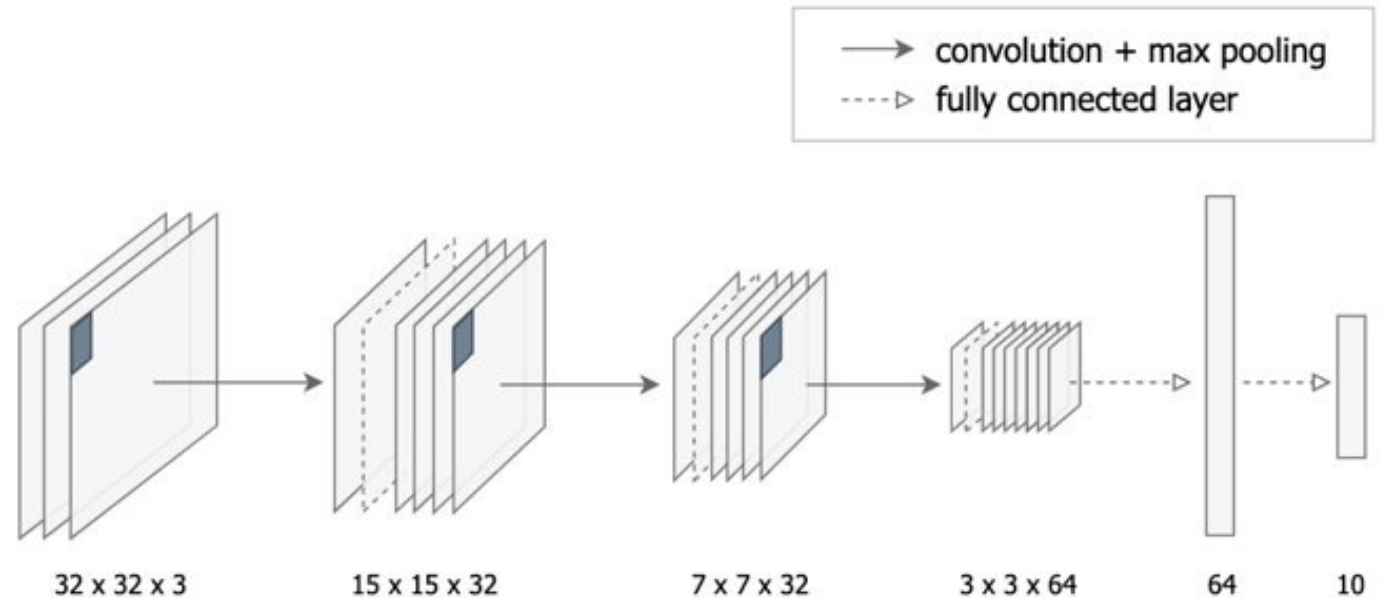 convolution + max pooling
fully connected layer
32 x 32 x 3
15 x 15 x 32
7 x 7 x 32
3 x 3 x 64
64
10